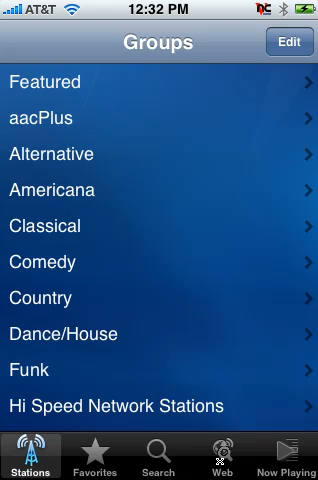 AT&T 12:32 PM
Groups Edit
Featured
aacPlus
Alternative
Americana
Classical
Comedy
Country
Dance/House
Funk
Hi Speed Network Stations
Stations Favorites Search Web Now Playing